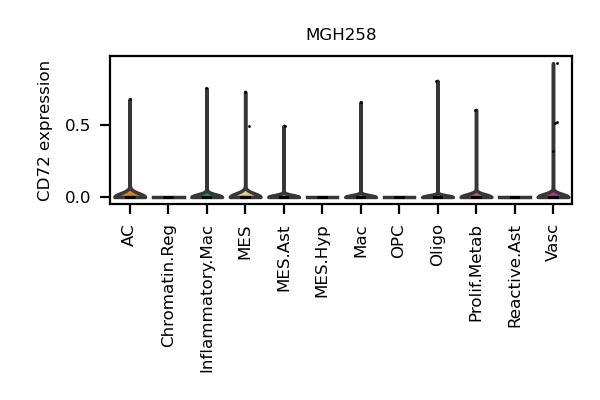 MGH258
CD72 expression
0.5
0.0
AC
Chromatin.Reg
Inflammatory.Mac
MES
MES.Ast
MES.Hyp
Mac
OPC
Oligo
Prolif.Metab
Reactive.Ast
Vasc